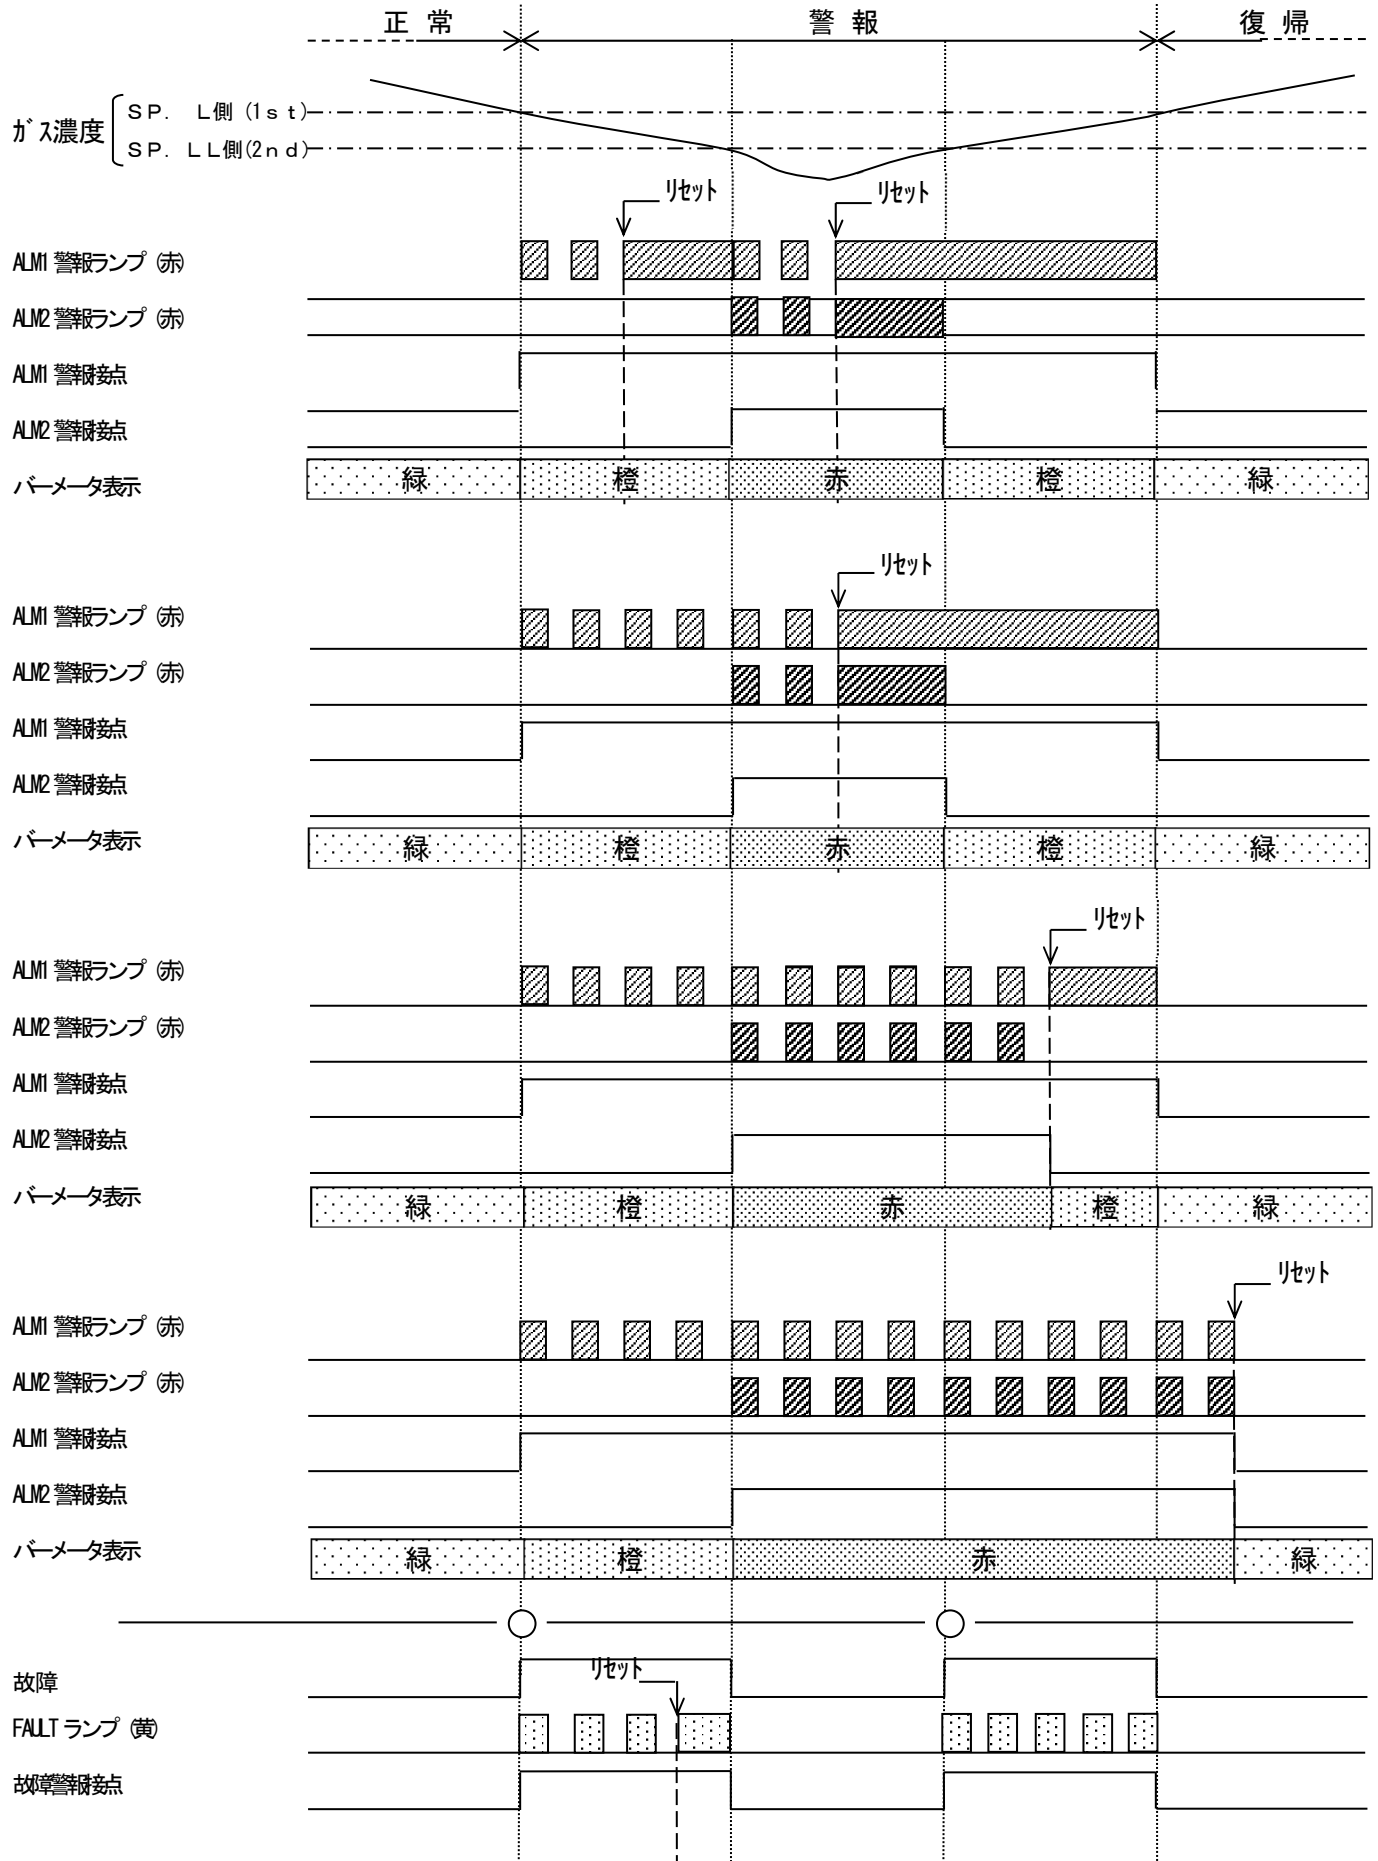 正 常 警 報 復 帰
ガス濃度
SP. L側 (1st)
SP. LL側(2nd)
リセット リセット
ALM1 警報ランプ (赤)
ALM2 警報ランプ (赤)
ALM1 警報接点
ALM2 警報接点
バーメータ表示 緑 橙 赤 橙 緑
リセット
ALM1 警報ランプ (赤)
ALM2 警報ランプ (赤)
ALM1 警報接点
ALM2 警報接点
バーメータ表示 緑 橙 赤 橙 緑
リセット
ALM1 警報ランプ (赤)
ALM2 警報ランプ (赤)
ALM1 警報接点
ALM2 警報接点
バーメータ表示 緑 橙 赤 橙 緑
リセット
ALM1 警報ランプ (赤)
ALM2 警報ランプ (赤)
ALM1 警報接点
ALM2 警報接点
バーメータ表示 緑 橙 赤 緑
リセット
故障
FAULT ランプ (黄)
故障警報接点